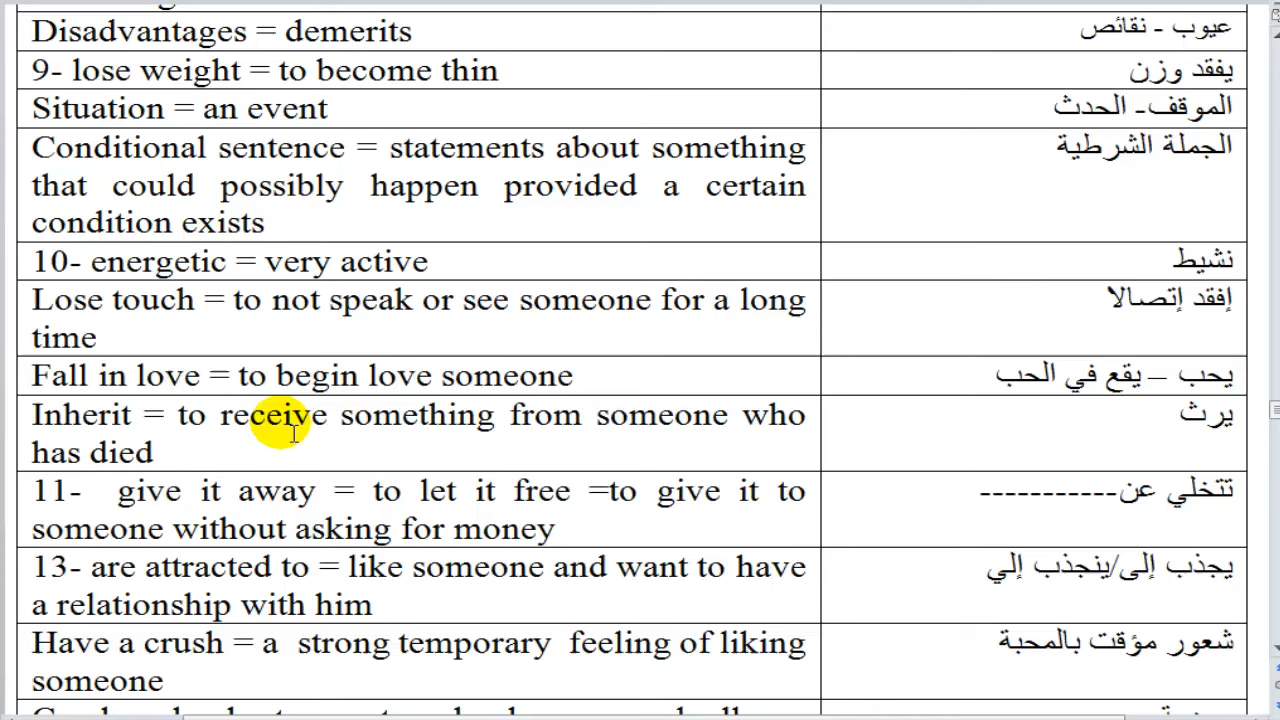 Disadvantages = demerits
عيوب - نقائص
9- lose weight = to become thin
يفقد وزن
Situation = an event
الموقف- الحدث
Conditional sentence = statements about something
that could possibly happen provided a certain
condition exists
الجملة الشرطية
10- energetic = very active
نشيط
Lose touch = to not speak or see someone for a long
time
إفقد إتصالا
Fall in love = to begin love someone
يحب – يقع في الحب
Inherit = to receive something from someone who
has died
يرث
11- give it away = to let it free =to give it to
someone without asking for money
تتخلي عن-----------
13- are attracted to = like someone and want to have
a relationship with him
يجذب إلى/ينجذب إلي
Have a crush = a strong temporary feeling of liking
someone
شعور مؤقت بالمحبة